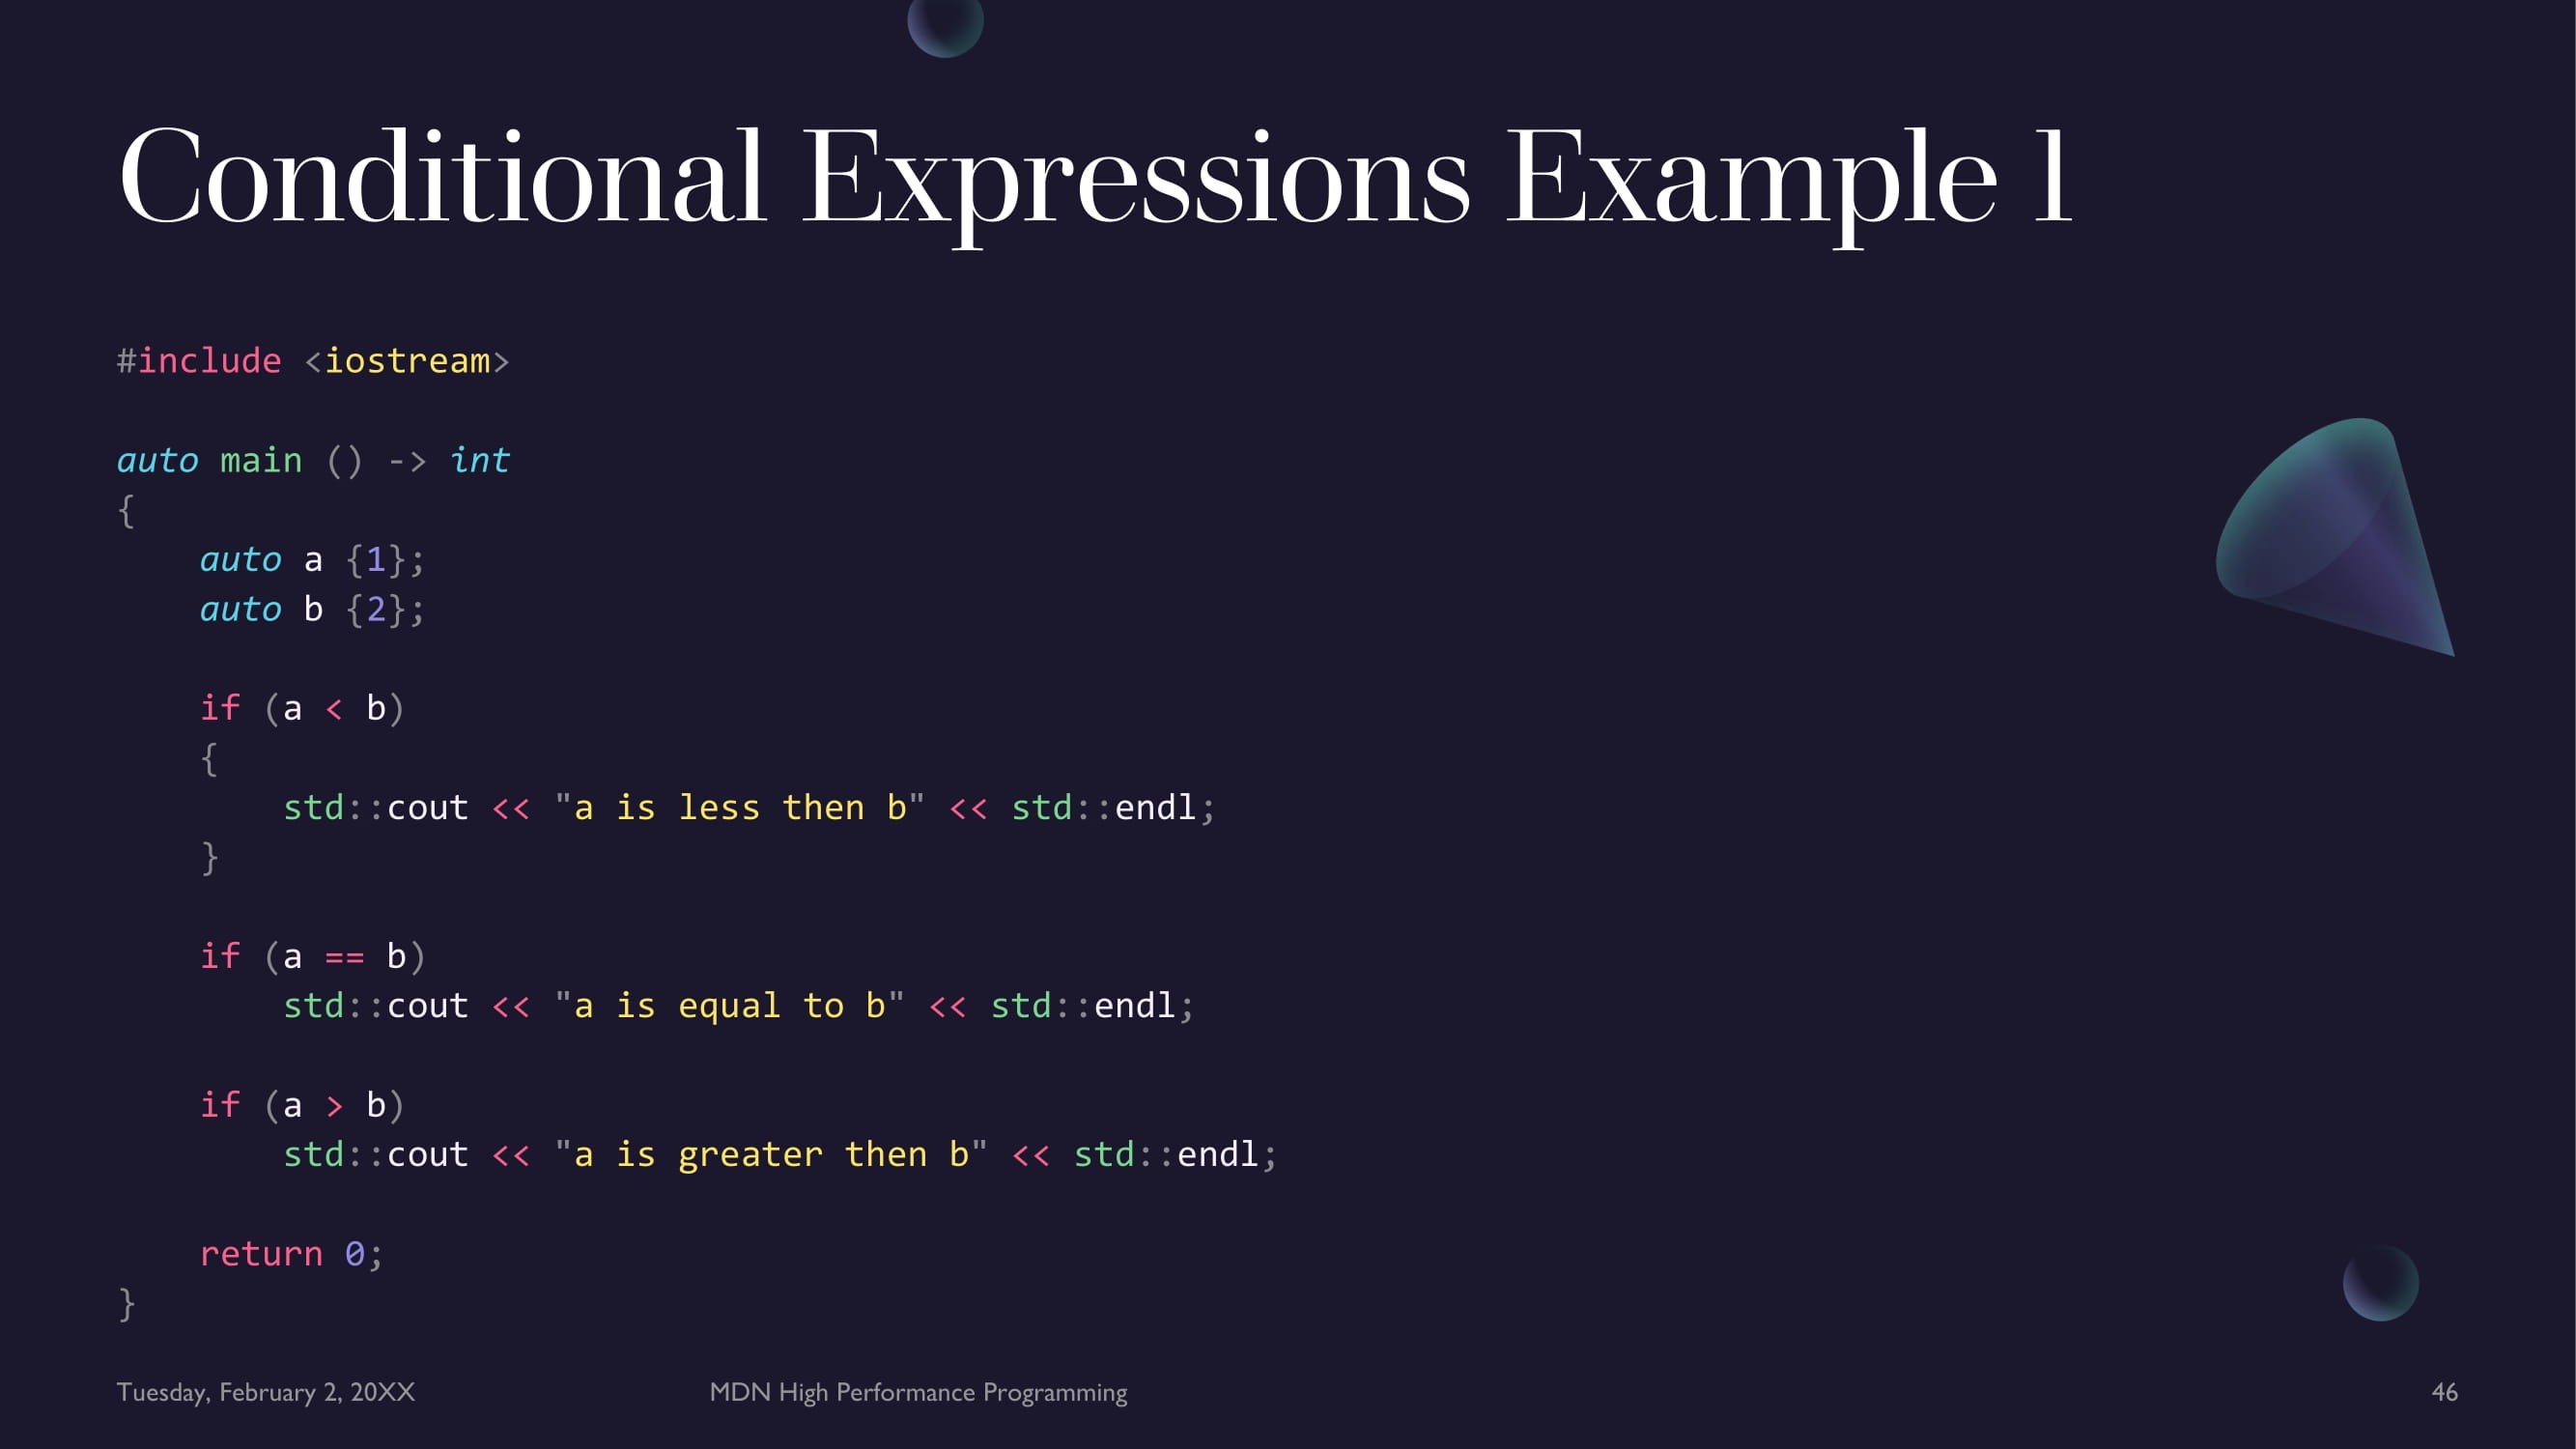 Conditional Expressions Example 1
#include <iostream>
auto main () -> int
{
    auto a {1};
    auto b {2};
    if (a < b)
    {
        std::cout << "a is less then b" << std::endl;
    }
    if (a == b)
        std::cout << "a is equal to b" << std::endl;
    if (a > b)
        std::cout << "a is greater then b" << std::endl;
    return 0;
}
Tuesday, February 2, 20XX
MDN High Performance Programming
46